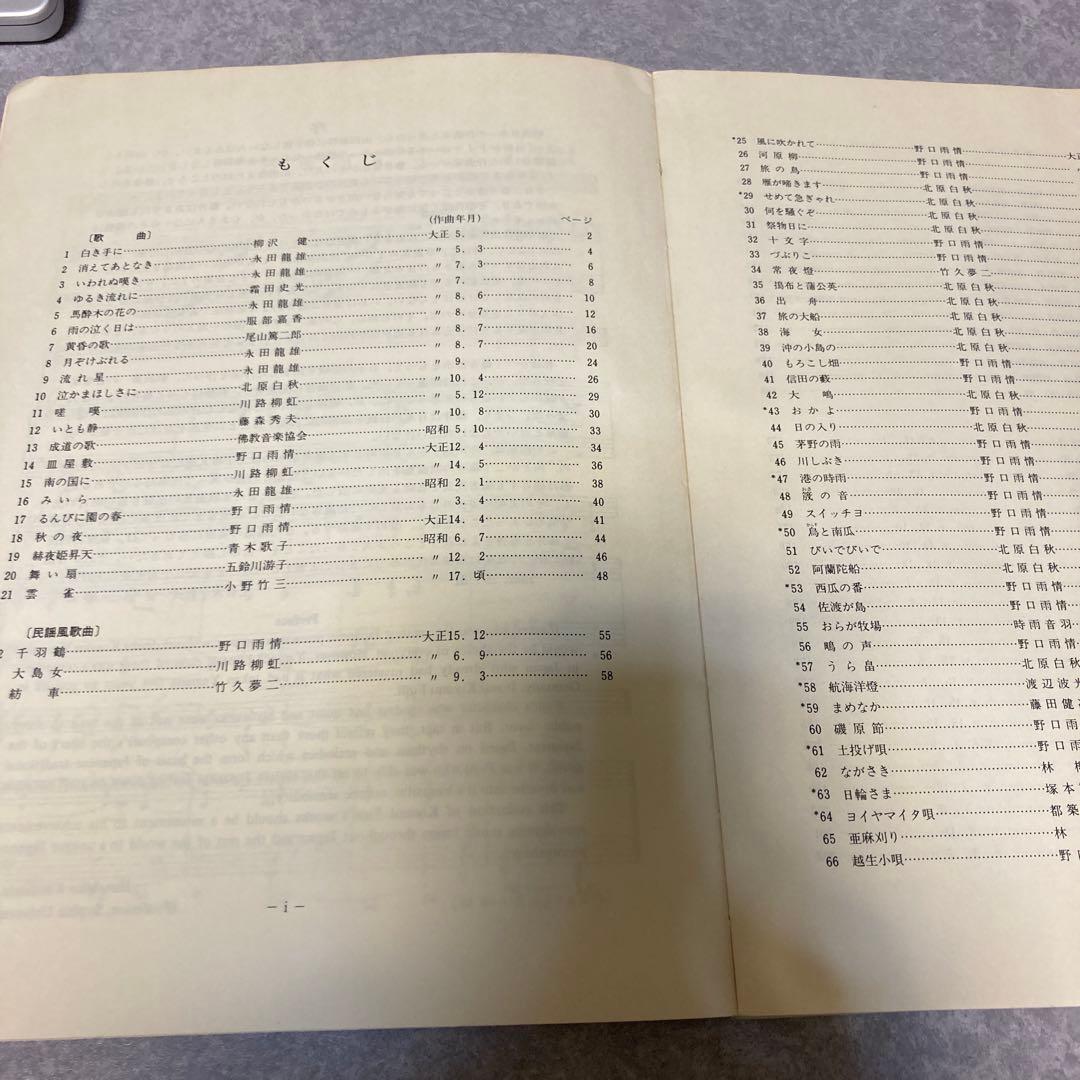 もくじ
(作曲年月) ページ
〔歌 曲〕
1 白き手に……柳沢 健……大正 5. ……2
2 消えてあとなき……永田龍雄……〃 5. 3……4
3 いわれぬ嘆き……永田龍雄……〃 7. 3……6
4 ゆるき流れに……霜田史光……〃 7. ……8
5 馬酔木の花の……永田龍雄……〃 8. 6……10
6 雨の泣く日は……服部嘉香……〃 8. 7……12
7 黄昏の歌……尾山篤二郎……〃 8. 7……16
8 月ぞけぶれる……永田龍雄……〃 8. 7……20
9 流れ星……永田龍雄……〃 9. ……24
10 泣かまほしさに……北原白秋……〃 10. 4……26
11 嗟 嘆……川路柳虹……〃 5. 12……29
12 いとも静……藤森秀夫……〃 10. 8……30
13 成道の歌……佛教音楽協会……昭和 5. 10……33
14 皿屋敷……野口雨情……大正12. 4……34
15 南の国に……川路柳虹……〃 14. 5……36
16 みいら……永田龍雄……昭和 2. 1……38
17 るんびに園の春……野口雨情……〃 3. 4……40
18 秋の夜……野口雨情……大正14. 4……41
19 赫夜姫昇天……青木歌子……昭和 6. 7……44
20 舞い扇……五鈴川游子……〃 12. 2……46
21 雲 雀……小野竹三……〃 17. 頃……48
〔民謡風歌曲〕
2 千羽鶴……野口雨情……大正15. 12……55
大島女……川路柳虹……〃 6. 9……56
紡 車……竹久夢二……〃 9. 3……58
― i ―
*25 風に吹かれて……野口雨情……大正
26 河原柳……野口雨情……
27 旅の鳥……野口雨情……
28 雁が啼きます……北原白秋……
*29 せめて急ぎゃれ……北原白秋……
30 何を騒ぐぞ……北原白秋……
31 祭物日に……北原白秋……
32 十文字……野口雨情……
33 づぶりこ……野口雨情……
34 常夜燈……竹久夢二……
35 搗布と蒲公英……北原白秋……
36 出 舟……北原白秋……
37 旅の大船……北原白秋……
38 海 女……北原白秋……
39 沖の小島の……北原白秋……
40 もろこし畑……野口雨情……
41 信田の藪……野口雨情……
42 大 鳴……北原白秋……
*43 おかよ……野口雨情……
44 日の入り……北原白秋……
45 茅野の雨……野口雨情……
46 川しぶき……野口雨情……
*47 港の時雨……野口雨情……
48 筬の音……野口雨情……
49 スイッチヨ……野口雨情……
*50 烏と南瓜……野口雨情……
51 びいでびいで……北原白秋
52 阿蘭陀船……北原白秋
*53 西瓜の番……野口雨情
54 佐渡が島……野口雨情
55 おらが牧場……時雨音羽
56 鴫の声……野口雨情
*57 うら畠……北原白秋
*58 航海洋燈……渡辺波光
*59 まめなか……藤田健次
60 磯原節……野口雨
*61 土投げ唄……野口雨
62 ながさき……林 柳
*63 日輪さま……塚本
*64 ヨイヤマイタ唄……都築
65 亜麻刈り……林
66 越生小唄……野口